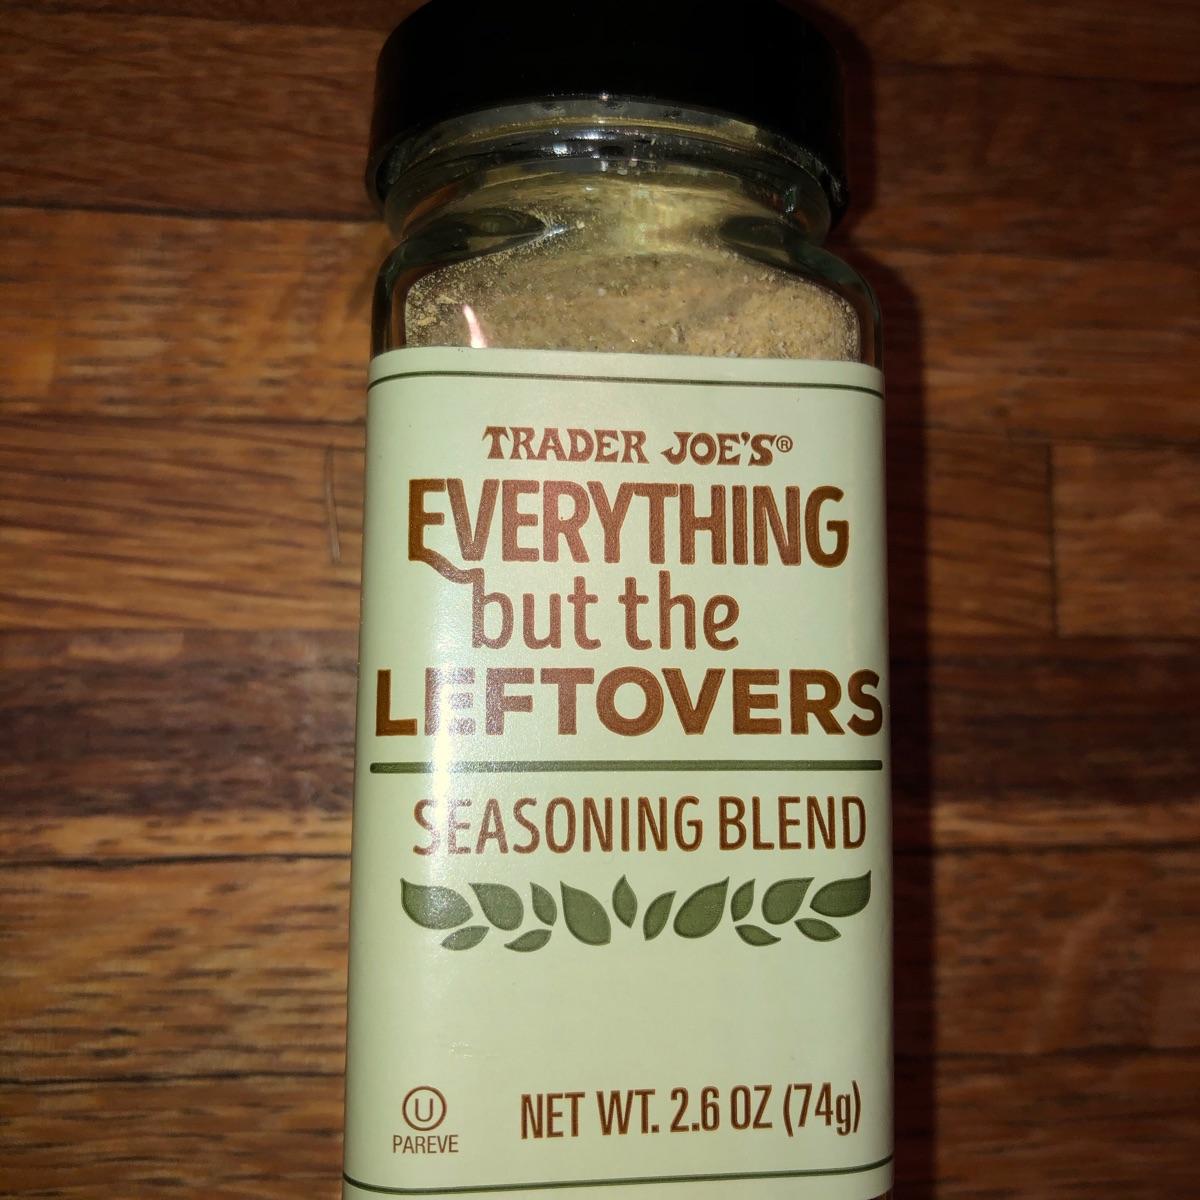 TRADER JOE'S®
EVERYTHING
but the
LEFTOVERS
SEASONING BLEND
U
PAREVE
NET WT. 2.6 OZ (74g)